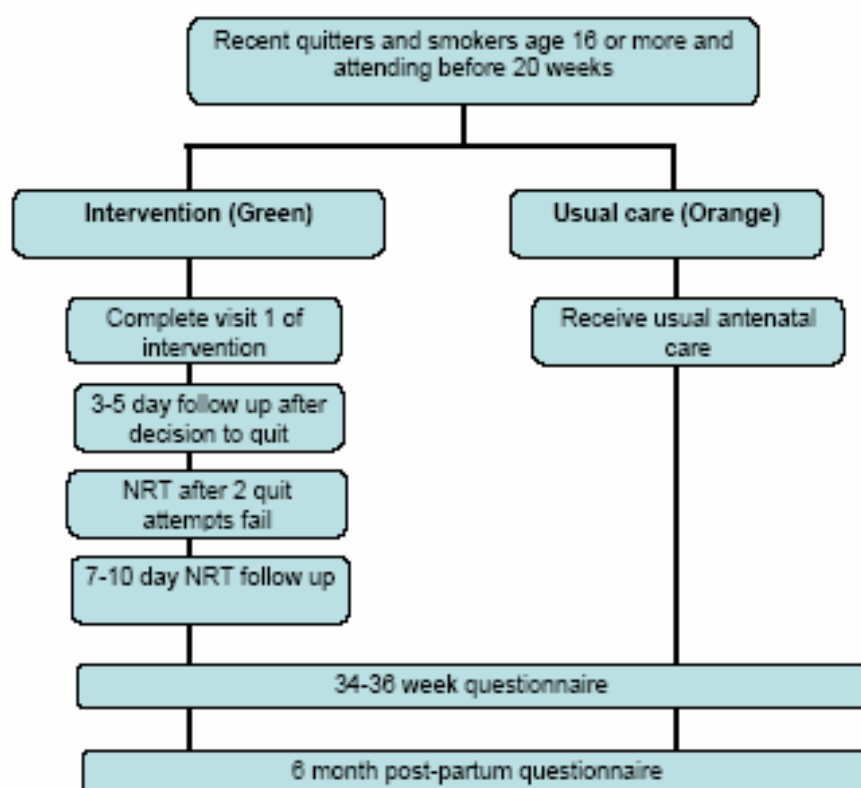 Recent quitters and smokers age 16 or more and
attending before 20 weeks
Intervention (Green)
Usual care (Orange)
Complete visit 1 of
intervention
Receive usual antenatal
care
3-5 day follow up after
decision to quit
NRT after 2 quit
attempts fail
7-10 day NRT follow up
34-36 week questionnaire
6 month post-partum questionnaire